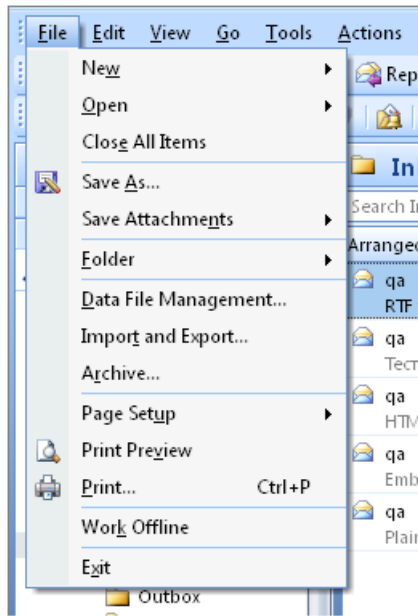 File Edit View Go Tools Actions
New
Open
Close All Items
Save As...
Save Attachments
Folder
Data File Management...
Import and Export...
Archive...
Page Setup
Print Preview
Print... Ctrl+P
Work Offline
Exit
Rep
In
Search I
Arranged
qa
RTF
qa
Тест
qa
HTM
qa
Emb
qa
Plain
Outbox